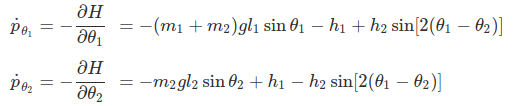 ṗ_θ₁ = −∂H/∂θ₁ = −(m₁ + m₂)gl₁ sin θ₁ − h₁ + h₂ sin[2(θ₁ − θ₂)]
ṗ_θ₂ = −∂H/∂θ₂ = −m₂gl₂ sin θ₂ + h₁ − h₂ sin[2(θ₁ − θ₂)]